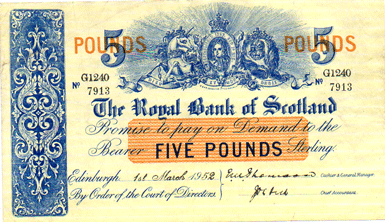 5 POUNDS POUNDS 5
G1240 G1240
Nº 7913 Nº 7913
The Royal Bank of Scotland
Promise to pay on Demand to the
Bearer FIVE POUNDS Sterling.
Edinburgh 1st March 1952
Cashier & General Manager
By Order of the Court of Directors
Chief Accountant